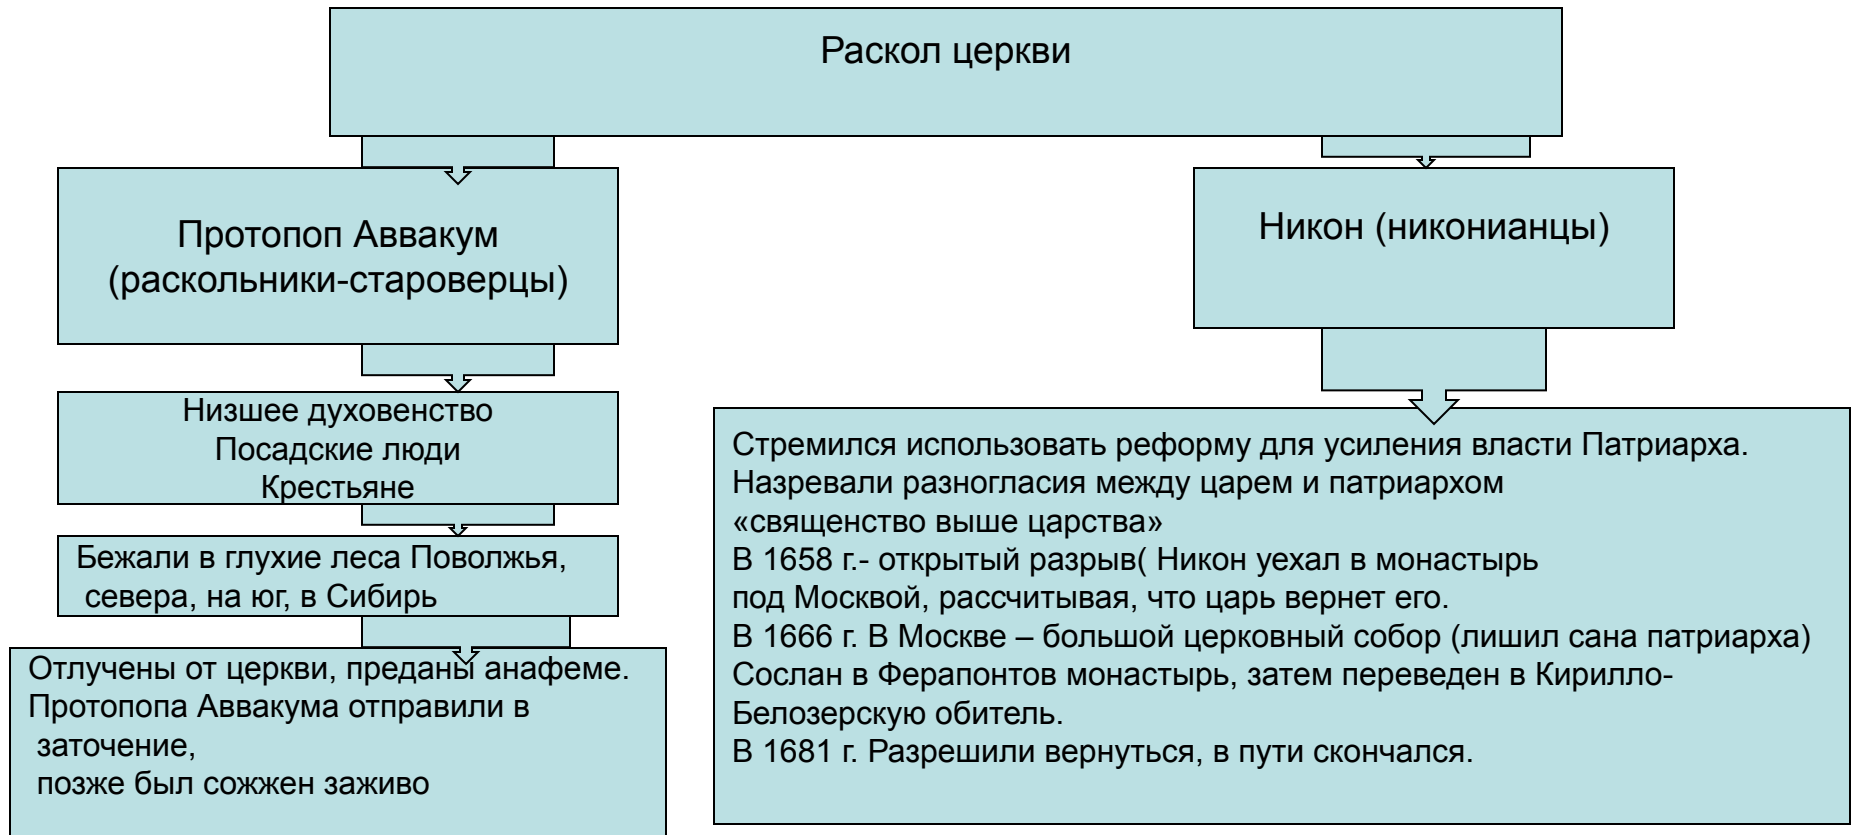 Раскол церкви
Протопоп Аввакум
(раскольники-староверцы)
Низшее духовенство
Посадские люди
Крестьяне
Бежали в глухие леса Поволжья,
севера, на юг, в Сибирь
Отлучены от церкви, преданы анафеме.
Протопопа Аввакума отправили в
заточение,
позже был сожжен заживо
Никон (никонианцы)
Стремился использовать реформу для усиления власти Патриарха.
Назревали разногласия между царем и патриархом
«священство выше царства»
В 1658 г.- открытый разрыв( Никон уехал в монастырь
под Москвой, рассчитывая, что царь вернет его.
В 1666 г. В Москве – большой церковный собор (лишил сана патриарха)
Сослан в Ферапонтов монастырь, затем переведен в Кирилло-
Белозерскую обитель.
В 1681 г. Разрешили вернуться, в пути скончался.